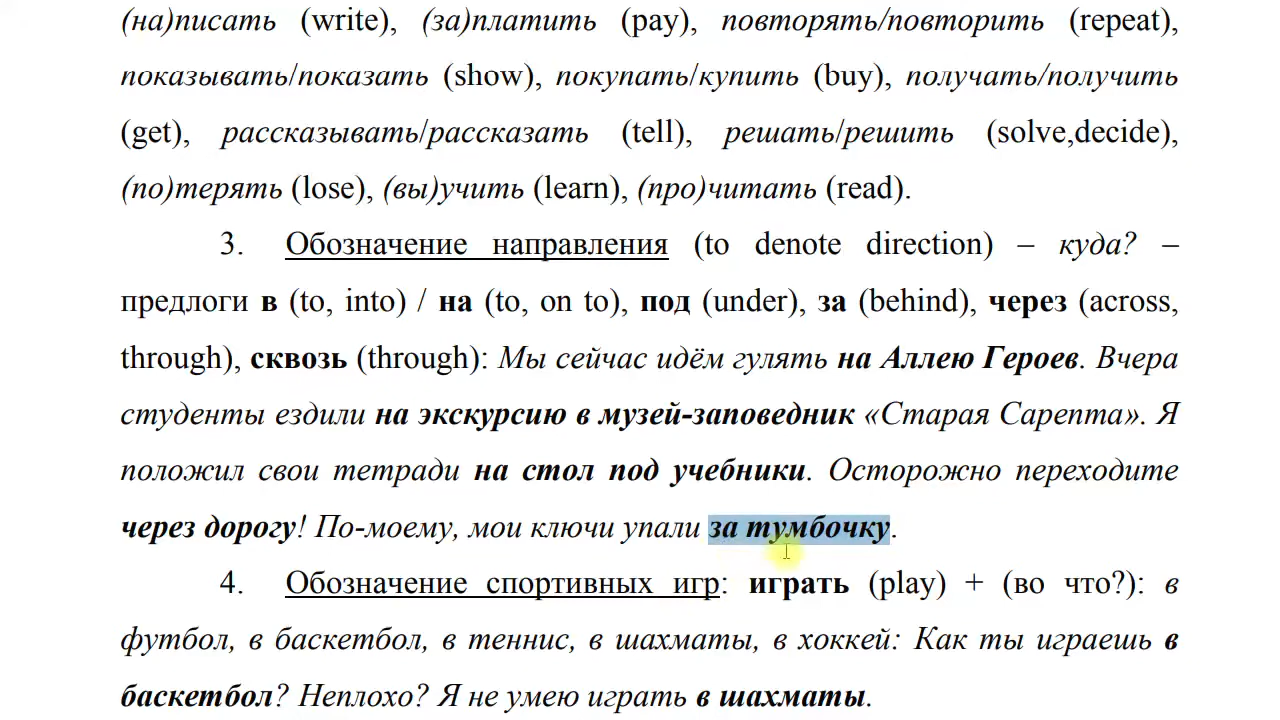 (на)писать (write), (за)платить (pay), повторять/повторить (repeat),
показывать/показать (show), покупать/купить (buy), получать/получить
(get), рассказывать/рассказать (tell), решать/решить (solve,decide),
(по)терять (lose), (вы)учить (learn), (про)читать (read).
3. Обозначение направления (to denote direction) – куда? –
предлоги в (to, into) / на (to, on to), под (under), за (behind), через (across,
through), сквозь (through): Мы сейчас идём гулять на Аллею Героев. Вчера
студенты ездили на экскурсию в музей-заповедник «Старая Сарепта». Я
положил свои тетради на стол под учебники. Осторожно переходите
через дорогу! По-моему, мои ключи упали за тумбочку.
4. Обозначение спортивных игр: играть (play) + (во что?): в
футбол, в баскетбол, в теннис, в шахматы, в хоккей: Как ты играешь в
баскетбол? Неплохо? Я не умею играть в шахматы.